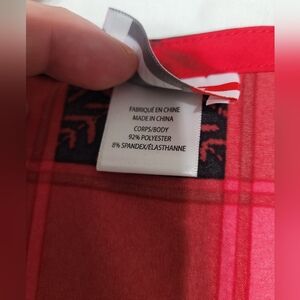 FABRIQUÉ EN CHINE
MADE IN CHINA
CORPS/BODY
92% POLYESTER
8% SPANDEX/ÉLASTHANNE